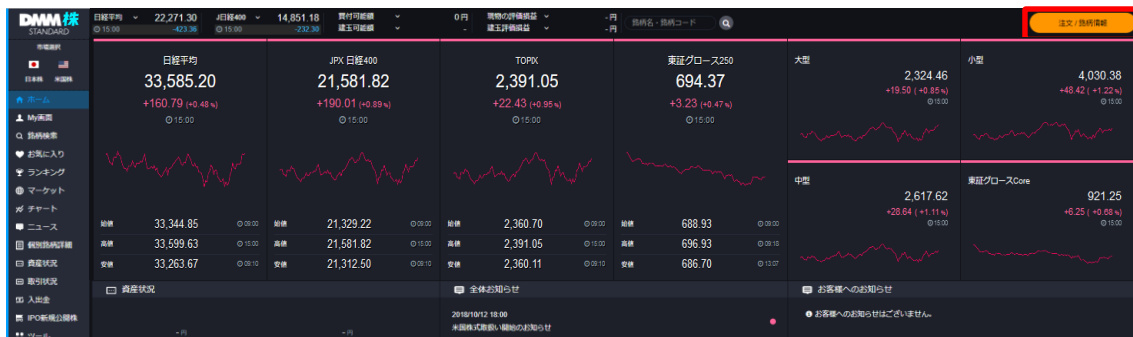 DMM株
STANDARD
日経平均 22,271.30 J日経400 14,851.18 買付可能額 0円 現物の評価損益 -円 銘柄名・銘柄コード 注文 / 銘柄情報
15:00 -423.36 15:00 -232.30 建玉可能額 - 建玉評価損益 -円
市場選択
日本株 米国株
ホーム
My画面
銘柄検索
お気に入り
ランキング
マーケット
チャート
ニュース
個別銘柄詳細
資産状況
取引状況
入出金
IPO新規公開株
ツール
日経平均
33,585.20
+160.79 (+0.48 %)
15:00
始値 33,344.85 09:00
高値 33,599.63 15:00
安値 33,263.67 09:10
JPX 日経400
21,581.82
+190.01 (+0.89 %)
15:00
始値 21,329.22 09:00
高値 21,581.82 15:00
安値 21,312.50 09:10
TOPIX
2,391.05
+22.43 (+0.95 %)
15:00
始値 2,360.70 09:00
高値 2,391.05 15:00
安値 2,360.11 09:10
東証グロース250
694.37
+3.23 (+0.47 %)
15:00
始値 688.93 09:00
高値 696.93 09:18
安値 686.70 13:07
大型
2,324.46
+19.50 ( +0.85 %)
15:00
小型
4,030.38
+48.42 ( +1.22 %)
15:00
中型
2,617.62
+28.64 ( +1.11 %)
15:00
東証グロースCore
921.25
+6.25 ( +0.68 %)
15:00
資産状況
-円 -円
全体お知らせ
2018/10/12 18:00
米国株式取扱い開始のお知らせ
お客様へのお知らせ
お客様へのお知らせはございません。